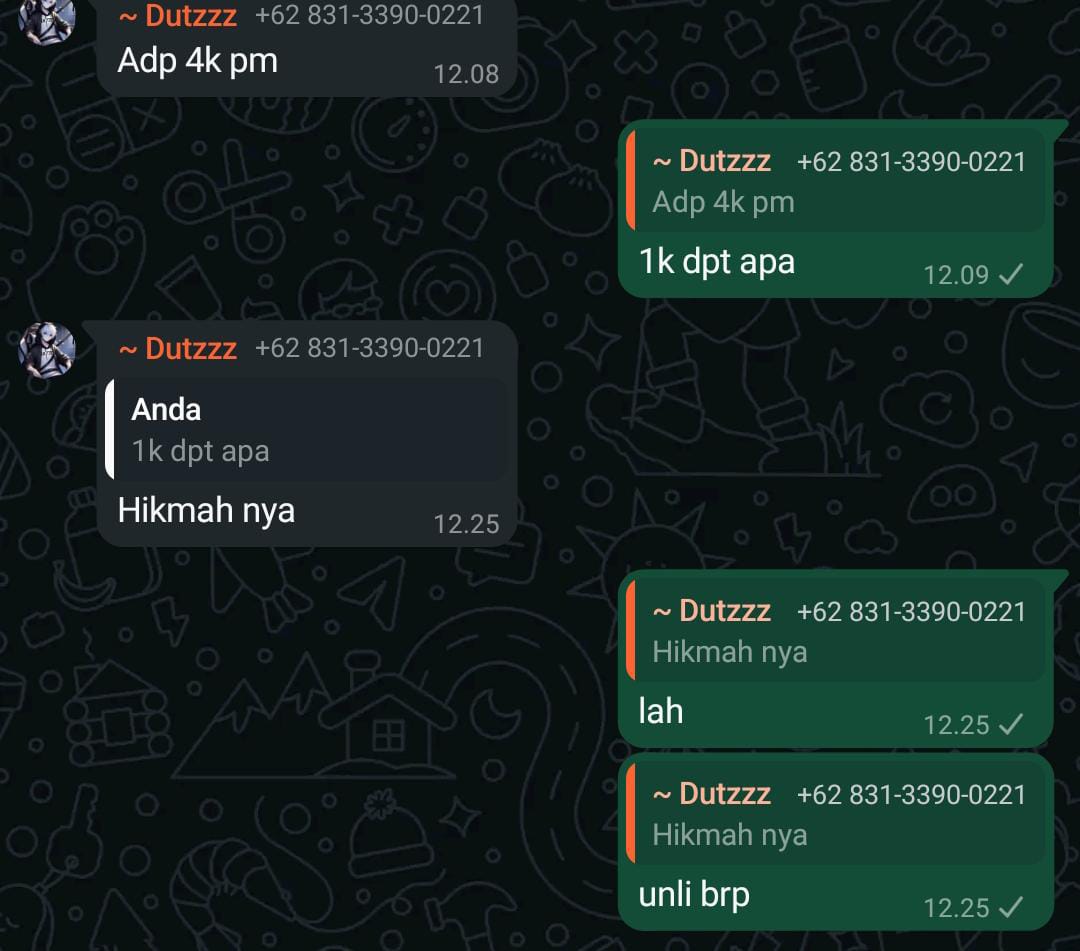 ~ Dutzzz +62 831-3390-0221
Adp 4k pm
12.08
~ Dutzzz +62 831-3390-0221
Adp 4k pm
1k dpt apa
12.09
~ Dutzzz +62 831-3390-0221
Anda
1k dpt apa
Hikmah nya
12.25
~ Dutzzz +62 831-3390-0221
Hikmah nya
lah
12.25
~ Dutzzz +62 831-3390-0221
Hikmah nya
unli brp
12.25